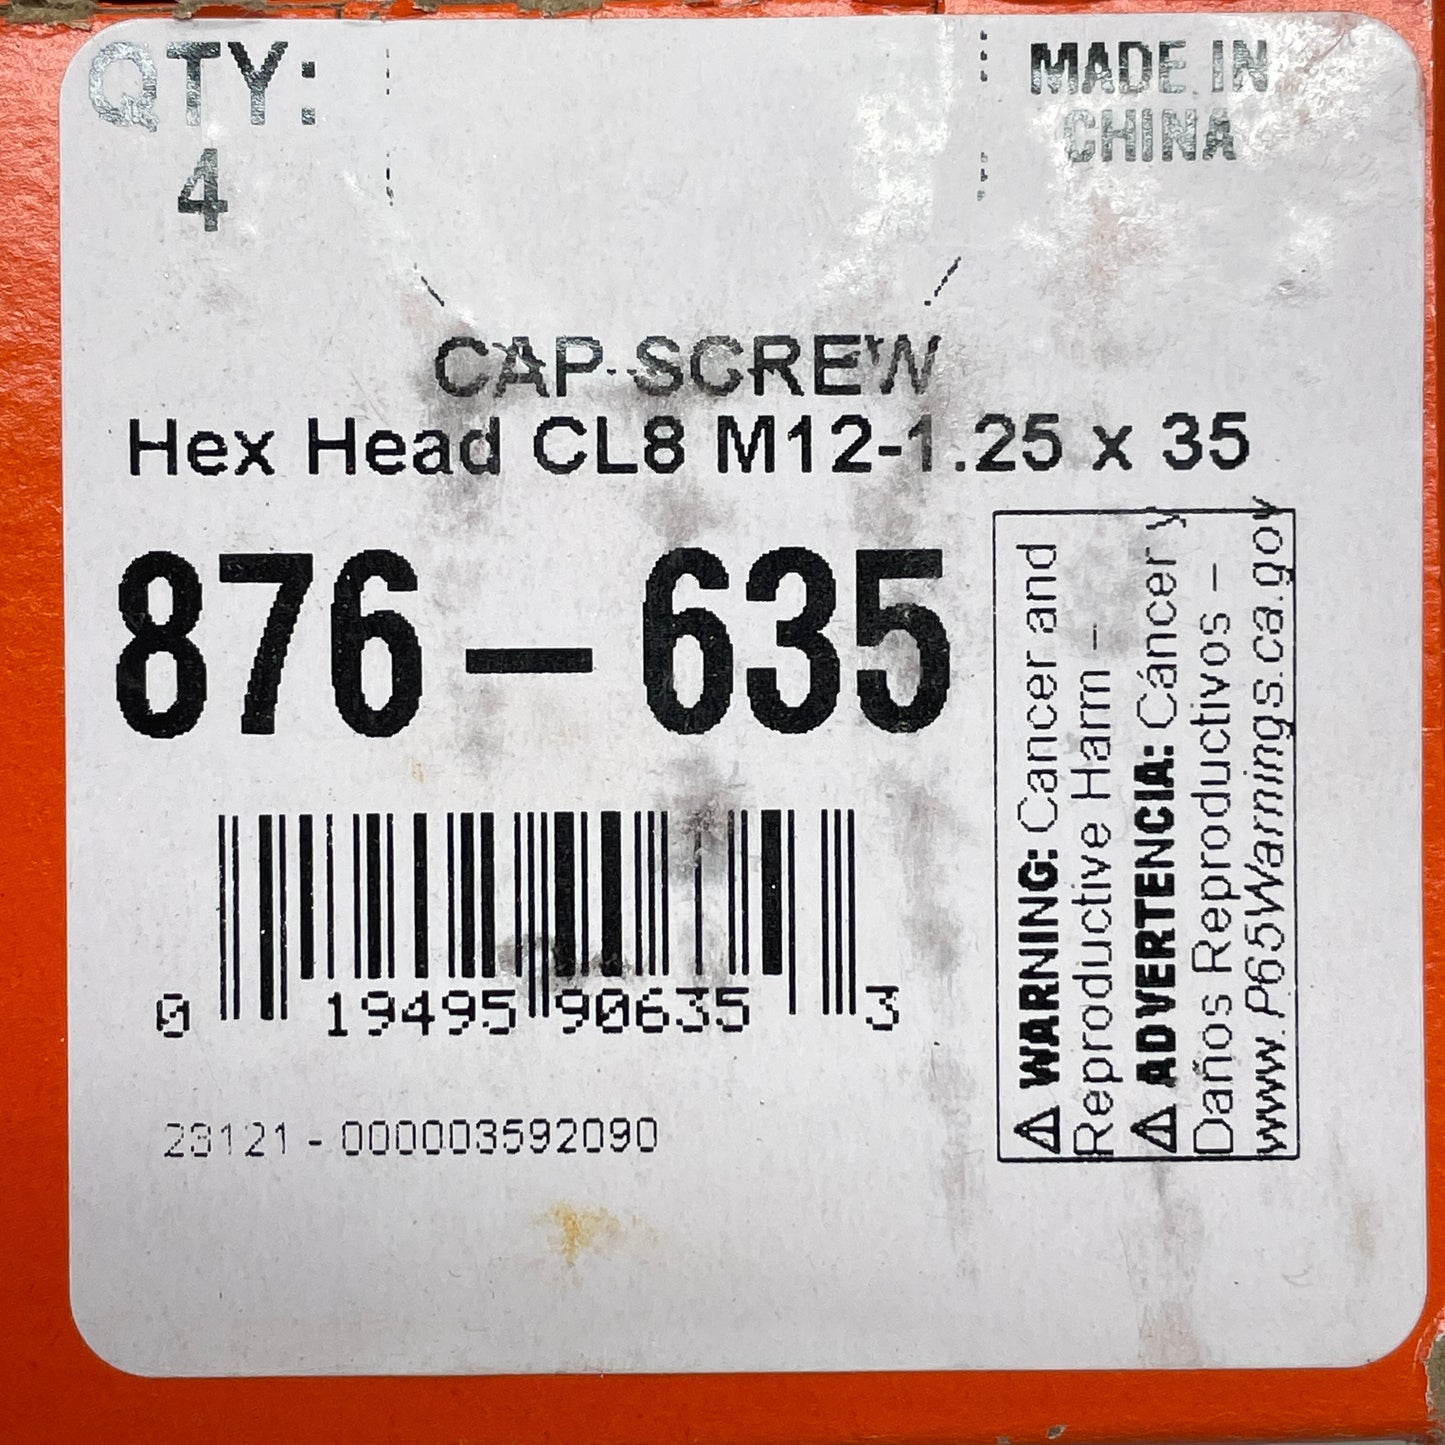 QTY:
4
MADE IN
CHINA
CAP SCREW
Hex Head CL8 M12-1.25 x 35
876-635
0 19495 90635 3
23121 - 000003592090
⚠ WARNING: Cancer and
Reproductive Harm -
⚠ ADVERTENCIA: Cáncer y
Daños Reproductivos -
www.P65Warnings.ca.gov